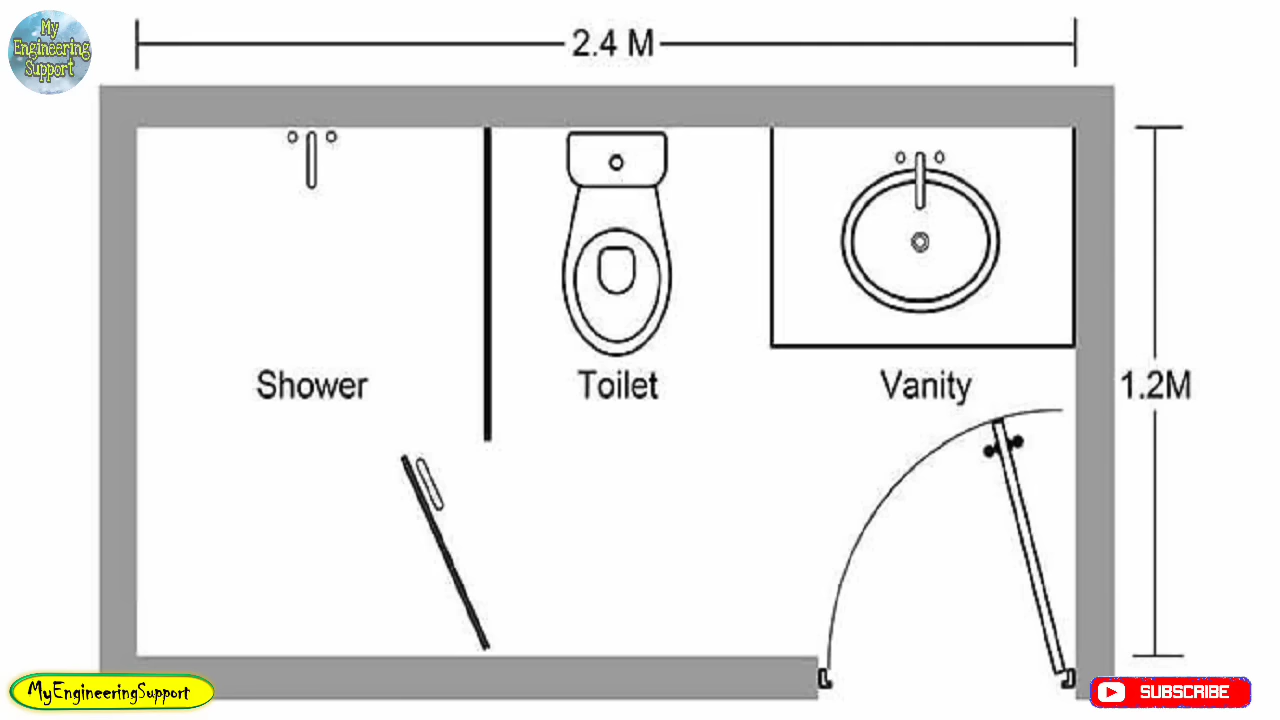 My
Engineering
Support
2.4 M
Shower
Toilet
Vanity
1.2M
MyEngineeringSupport
SUBSCRIBE